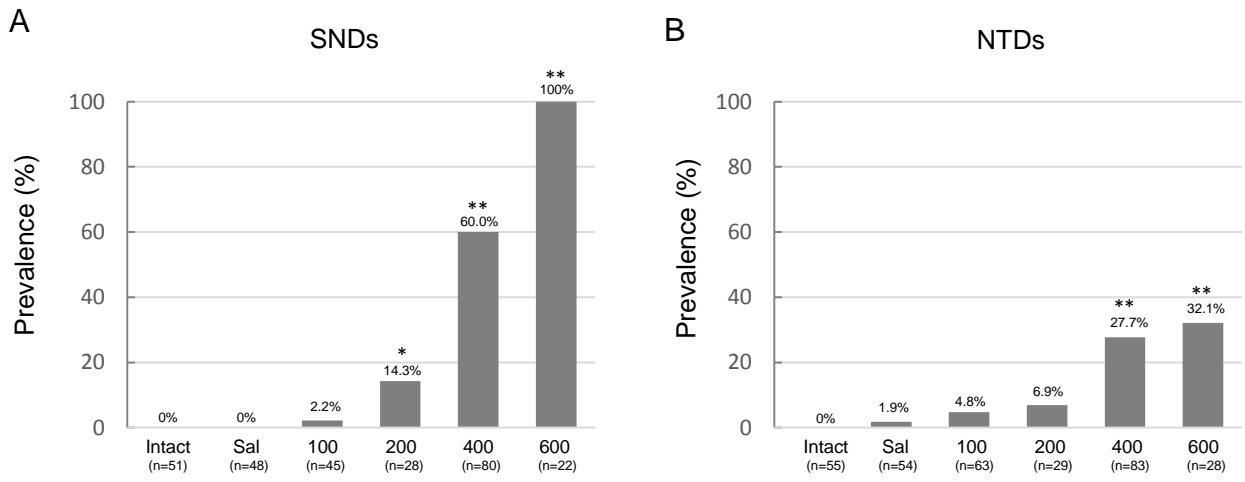 A
SNDs
Prevalence (%)
100
80
60
40
20
0
0%
0%
2.2%
*
14.3%
**
60.0%
**
100%
Intact Sal 100 200 400 600
(n=51) (n=48) (n=45) (n=28) (n=80) (n=22)
B
NTDs
Prevalence (%)
100
80
60
40
20
0
0%
1.9%
4.8%
6.9%
**
27.7%
**
32.1%
Intact Sal 100 200 400 600
(n=55) (n=54) (n=63) (n=29) (n=83) (n=28)